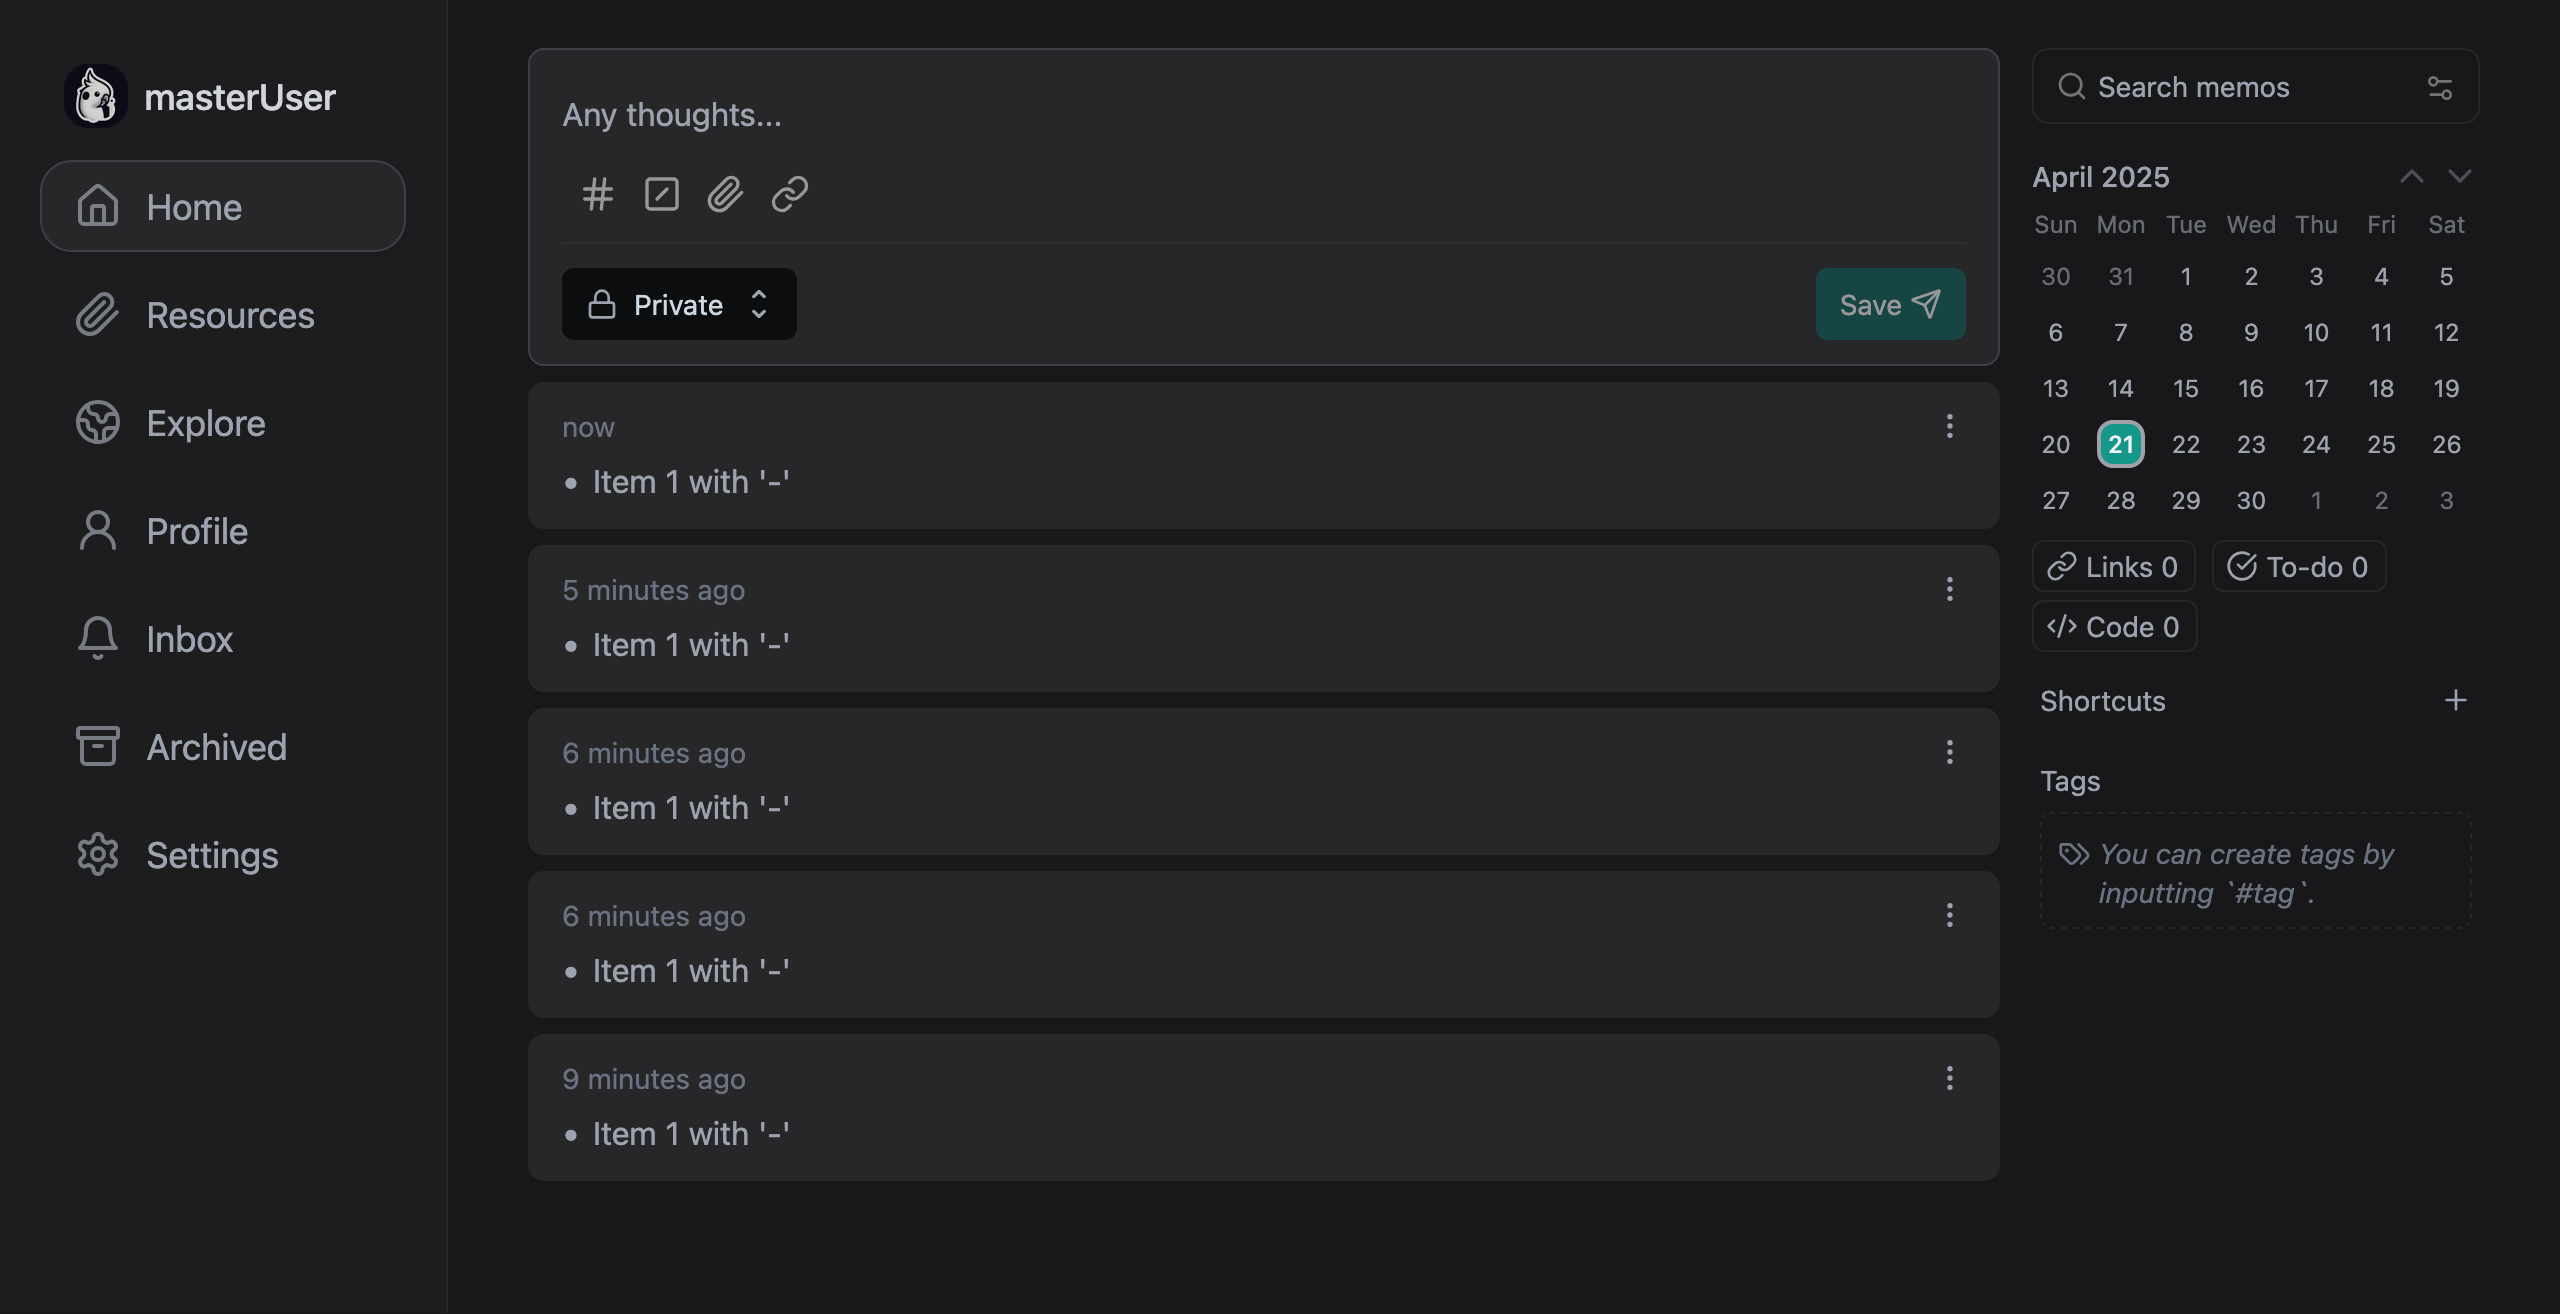 masterUser
Home
Resources
Explore
Profile
Inbox
Archived
Settings
Any thoughts...
Private
Save
now
• Item 1 with '-'
5 minutes ago
• Item 1 with '-'
6 minutes ago
• Item 1 with '-'
6 minutes ago
• Item 1 with '-'
9 minutes ago
• Item 1 with '-'
Search memos
April 2025
Sun Mon Tue Wed Thu Fri Sat
30 31 1 2 3 4 5
6 7 8 9 10 11 12
13 14 15 16 17 18 19
20 21 22 23 24 25 26
27 28 29 30 1 2 3
Links 0 To-do 0
Code 0
Shortcuts
Tags
You can create tags by
inputting `#tag`.